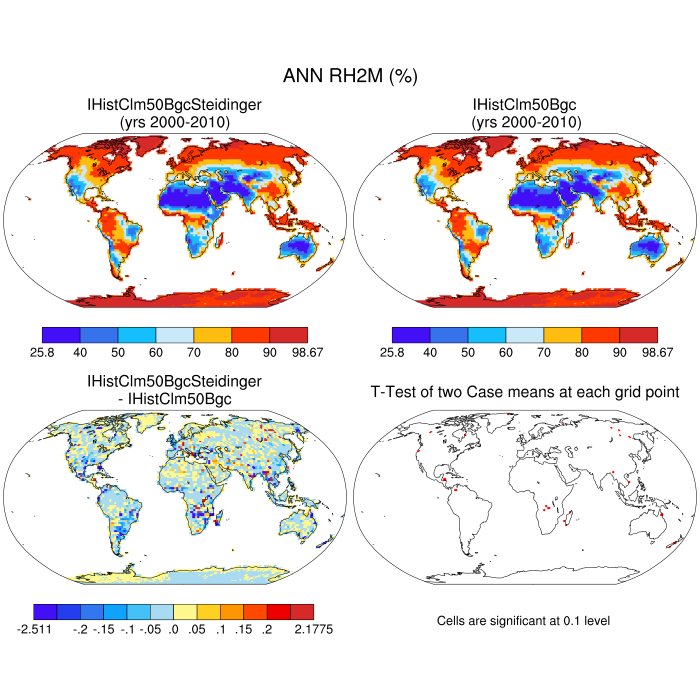 ANN RH2M (%)
IHistClm50BgcSteidinger
(yrs 2000-2010)
IHistClm50Bgc
(yrs 2000-2010)
25.8 40 50 60 70 80 90 98.67
25.8 40 50 60 70 80 90 98.67
IHistClm50BgcSteidinger
- IHistClm50Bgc
T-Test of two Case means at each grid point
-2.511 -.2 -.15 -.1 -.05 .0 .05 .1 .15 .2 2.1775
Cells are significant at 0.1 level